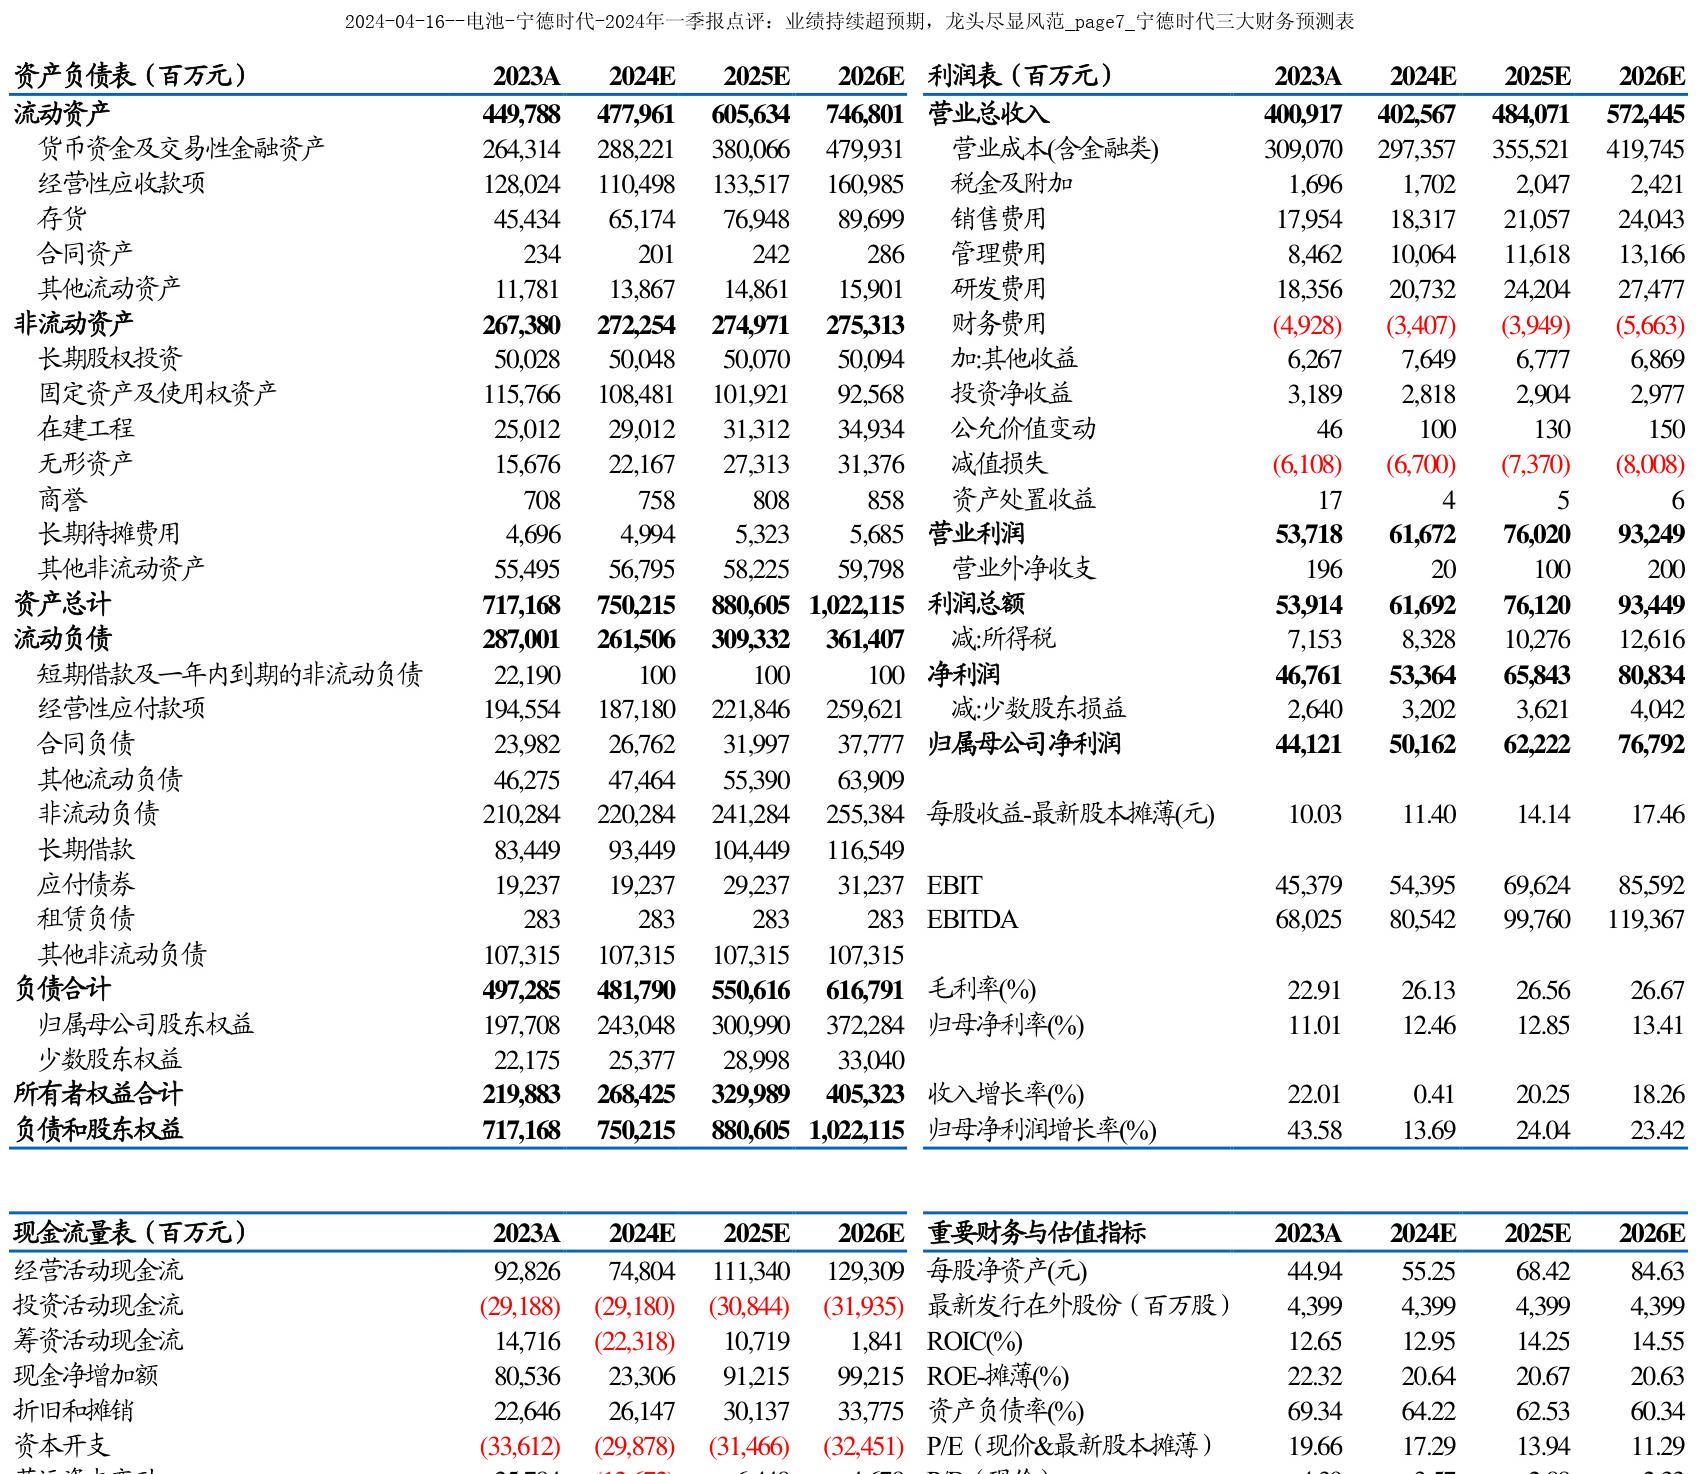 2024-04-16--电池-宁德时代-2024年一季报点评：业绩持续超预期，龙头尽显风范_page7_宁德时代三大财务预测表
资产负债表（百万元） 2023A 2024E 2025E 2026E
流动资产 449,788 477,961 605,634 746,801
货币资金及交易性金融资产 264,314 288,221 380,066 479,931
经营性应收款项 128,024 110,498 133,517 160,985
存货 45,434 65,174 76,948 89,699
合同资产 234 201 242 286
其他流动资产 11,781 13,867 14,861 15,901
非流动资产 267,380 272,254 274,971 275,313
长期股权投资 50,028 50,048 50,070 50,094
固定资产及使用权资产 115,766 108,481 101,921 92,568
在建工程 25,012 29,012 31,312 34,934
无形资产 15,676 22,167 27,313 31,376
商誉 708 758 808 858
长期待摊费用 4,696 4,994 5,323 5,685
其他非流动资产 55,495 56,795 58,225 59,798
资产总计 717,168 750,215 880,605 1,022,115
流动负债 287,001 261,506 309,332 361,407
短期借款及一年内到期的非流动负债 22,190 100 100 100
经营性应付款项 194,554 187,180 221,846 259,621
合同负债 23,982 26,762 31,997 37,777
其他流动负债 46,275 47,464 55,390 63,909
非流动负债 210,284 220,284 241,284 255,384
长期借款 83,449 93,449 104,449 116,549
应付债券 19,237 19,237 29,237 31,237
租赁负债 283 283 283 283
其他非流动负债 107,315 107,315 107,315 107,315
负债合计 497,285 481,790 550,616 616,791
归属母公司股东权益 197,708 243,048 300,990 372,284
少数股东权益 22,175 25,377 28,998 33,040
所有者权益合计 219,883 268,425 329,989 405,323
负债和股东权益 717,168 750,215 880,605 1,022,115
利润表（百万元） 2023A 2024E 2025E 2026E
营业总收入 400,917 402,567 484,071 572,445
营业成本(含金融类) 309,070 297,357 355,521 419,745
税金及附加 1,696 1,702 2,047 2,421
销售费用 17,954 18,317 21,057 24,043
管理费用 8,462 10,064 11,618 13,166
研发费用 18,356 20,732 24,204 27,477
财务费用 (4,928) (3,407) (3,949) (5,663)
加:其他收益 6,267 7,649 6,777 6,869
投资净收益 3,189 2,818 2,904 2,977
公允价值变动 46 100 130 150
减值损失 (6,108) (6,700) (7,370) (8,008)
资产处置收益 17 4 5 6
营业利润 53,718 61,672 76,020 93,249
营业外净收支 196 20 100 200
利润总额 53,914 61,692 76,120 93,449
减:所得税 7,153 8,328 10,276 12,616
净利润 46,761 53,364 65,843 80,834
减:少数股东损益 2,640 3,202 3,621 4,042
归属母公司净利润 44,121 50,162 62,222 76,792
每股收益-最新股本摊薄(元) 10.03 11.40 14.14 17.46
EBIT 45,379 54,395 69,624 85,592
EBITDA 68,025 80,542 99,760 119,367
毛利率(%) 22.91 26.13 26.56 26.67
归母净利率(%) 11.01 12.46 12.85 13.41
收入增长率(%) 22.01 0.41 20.25 18.26
归母净利润增长率(%) 43.58 13.69 24.04 23.42
现金流量表（百万元） 2023A 2024E 2025E 2026E
经营活动现金流 92,826 74,804 111,340 129,309
投资活动现金流 (29,188) (29,180) (30,844) (31,935)
筹资活动现金流 14,716 (22,318) 10,719 1,841
现金净增加额 80,536 23,306 91,215 99,215
折旧和摊销 22,646 26,147 30,137 33,775
资本开支 (33,612) (29,878) (31,466) (32,451)
重要财务与估值指标 2023A 2024E 2025E 2026E
每股净资产(元) 44.94 55.25 68.42 84.63
最新发行在外股份（百万股） 4,399 4,399 4,399 4,399
ROIC(%) 12.65 12.95 14.25 14.55
ROE-摊薄(%) 22.32 20.64 20.67 20.63
资产负债率(%) 69.34 64.22 62.53 60.34
P/E（现价&最新股本摊薄） 19.66 17.29 13.94 11.29